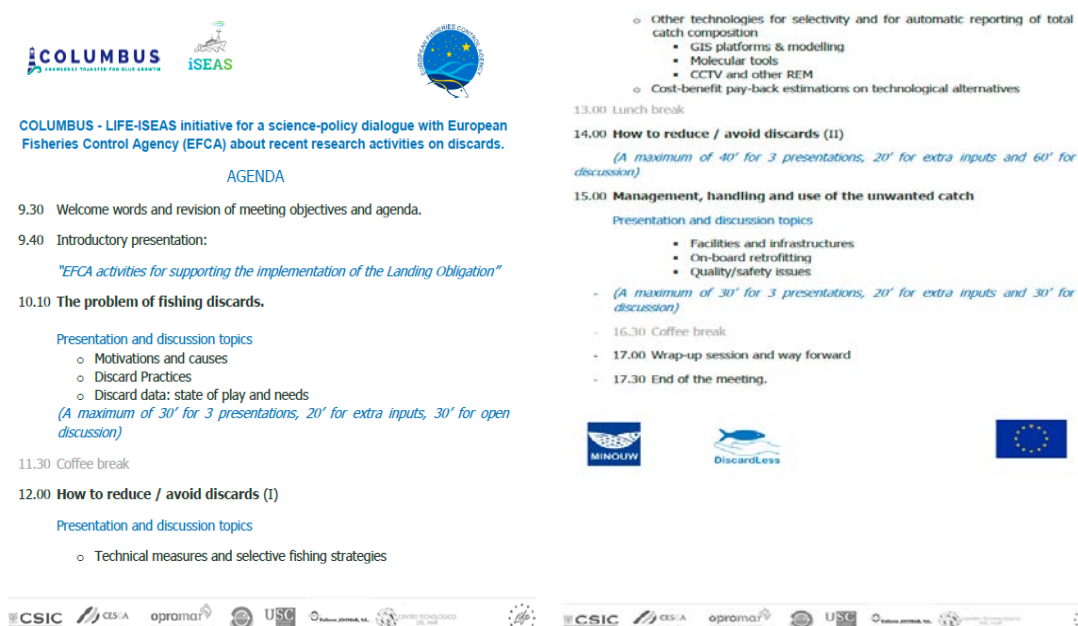 COLUMBUS
KNOWLEDGE TRANSFER FOR BLUE GROWTH
iSEAS
EUROPEAN FISHERIES CONTROL AGENCY
COLUMBUS - LIFE-ISEAS initiative for a science-policy dialogue with European
Fisheries Control Agency (EFCA) about recent research activities on discards.
AGENDA
9.30 Welcome words and revision of meeting objectives and agenda.
9.40 Introductory presentation:
"EFCA activities for supporting the implementation of the Landing Obligation"
10.10 The problem of fishing discards.
Presentation and discussion topics
o Motivations and causes
o Discard Practices
o Discard data: state of play and needs
(A maximum of 30' for 3 presentations, 20' for extra inputs, 30' for open
discussion)
11.30 Coffee break
12.00 How to reduce / avoid discards (I)
Presentation and discussion topics
o Technical measures and selective fishing strategies
CSIC CESGA opromar USC CENTRO TECNOLÓGICO DEL MAR life
o Other technologies for selectivity and for automatic reporting of total
catch composition
▪ GIS platforms & modelling
▪ Molecular tools
▪ CCTV and other REM
o Cost-benefit pay-back estimations on technological alternatives
13.00 Lunch break
14.00 How to reduce / avoid discards (II)
(A maximum of 40' for 3 presentations, 20' for extra inputs and 60' for
discussion)
15.00 Management, handling and use of the unwanted catch
Presentation and discussion topics
▪ Facilities and infrastructures
▪ On-board retrofitting
▪ Quality/safety issues
- (A maximum of 30' for 3 presentations, 20' for extra inputs and 30' for
discussion)
- 16.30 Coffee break
- 17.00 Wrap-up session and way forward
- 17.30 End of the meeting.
MINOUW
DiscardLess
CSIC CESGA opromar USC